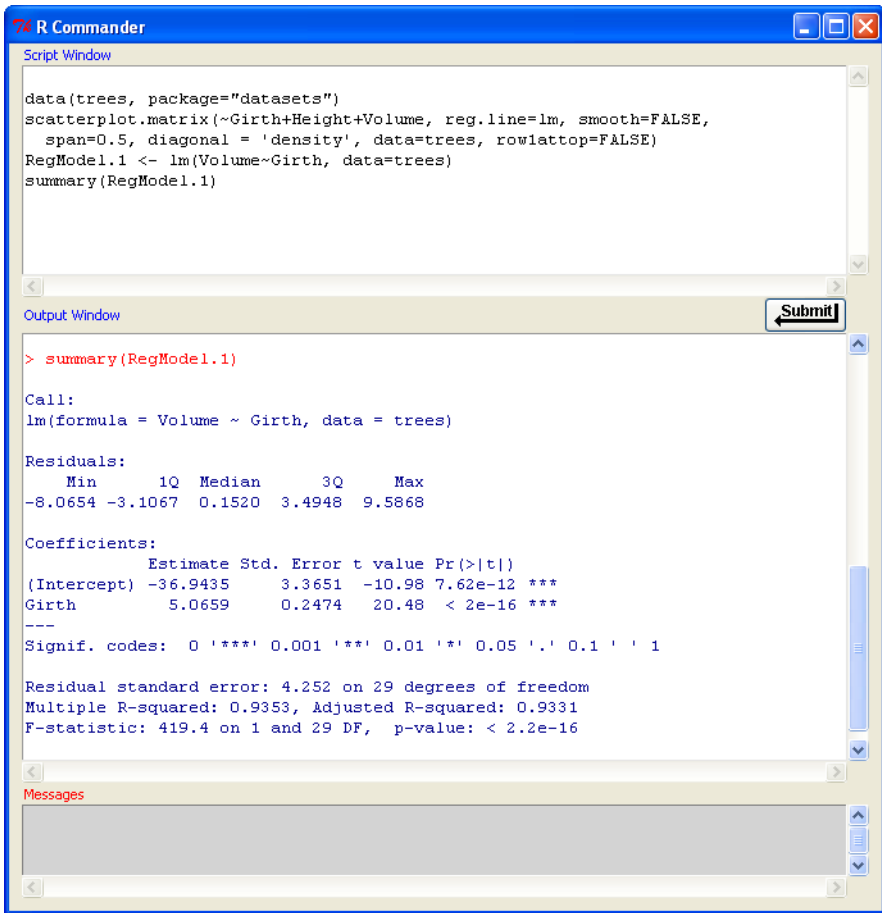 R Commander
Script Window
data(trees, package="datasets")
scatterplot.matrix(~Girth+Height+Volume, reg.line=lm, smooth=FALSE,
  span=0.5, diagonal = 'density', data=trees, row1attop=FALSE)
RegModel.1 <- lm(Volume~Girth, data=trees)
summary(RegModel.1)
Output Window
Submit
> summary(RegModel.1)
Call:
lm(formula = Volume ~ Girth, data = trees)
Residuals:
    Min      1Q  Median      3Q     Max
-8.0654 -3.1067  0.1520  3.4948  9.5868
Coefficients:
            Estimate Std. Error t value Pr(>|t|)
(Intercept) -36.9435     3.3651  -10.98 7.62e-12 ***
Girth         5.0659     0.2474   20.48  < 2e-16 ***
---
Signif. codes:  0 '***' 0.001 '**' 0.01 '*' 0.05 '.' 0.1 ' ' 1
Residual standard error: 4.252 on 29 degrees of freedom
Multiple R-squared: 0.9353, Adjusted R-squared: 0.9331
F-statistic: 419.4 on 1 and 29 DF,  p-value: < 2.2e-16
Messages